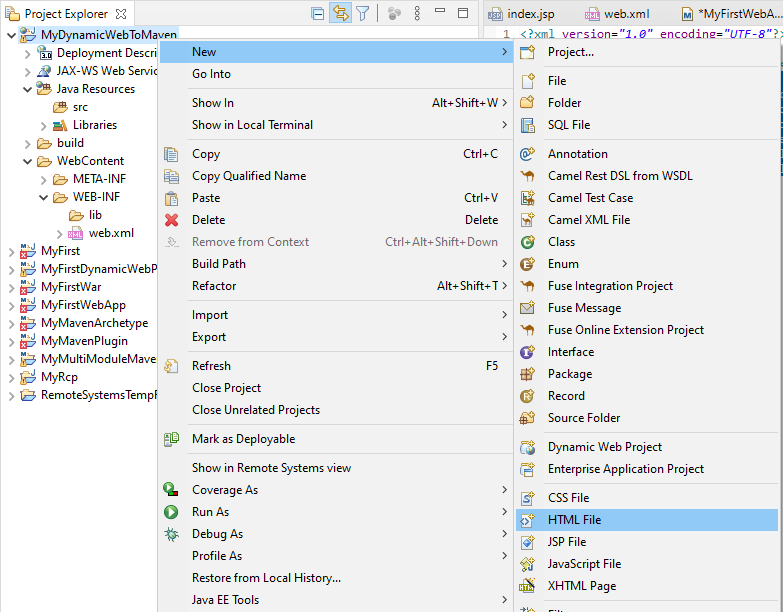 Project Explorer
index.jsp
web.xml
*MyFirstWebA...
MyDynamicWebToMaven
Deployment Descri
JAX-WS Web Servic
Java Resources
src
Libraries
build
WebContent
META-INF
WEB-INF
lib
web.xml
MyFirst
MyFirstDynamicWebP
MyFirstWar
MyFirstWebApp
MyMavenArchetype
MyMavenPlugin
MyMultiModuleMave
MyRcp
RemoteSystemsTempF
1 <?xml version="1.0" encoding="UTF-8"?>
New
Go Into
Show In Alt+Shift+W
Show in Local Terminal
Copy Ctrl+C
Copy Qualified Name
Paste Ctrl+V
Delete Delete
Remove from Context Ctrl+Alt+Shift+Down
Build Path
Refactor Alt+Shift+T
Import
Export
Refresh F5
Close Project
Close Unrelated Projects
Mark as Deployable
Show in Remote Systems view
Coverage As
Run As
Debug As
Profile As
Restore from Local History...
Java EE Tools
Project...
File
Folder
SQL File
Annotation
Camel Rest DSL from WSDL
Camel Test Case
Camel XML File
Class
Enum
Fuse Integration Project
Fuse Message
Fuse Online Extension Project
Interface
Package
Record
Source Folder
Dynamic Web Project
Enterprise Application Project
CSS File
HTML File
JSP File
JavaScript File
XHTML Page